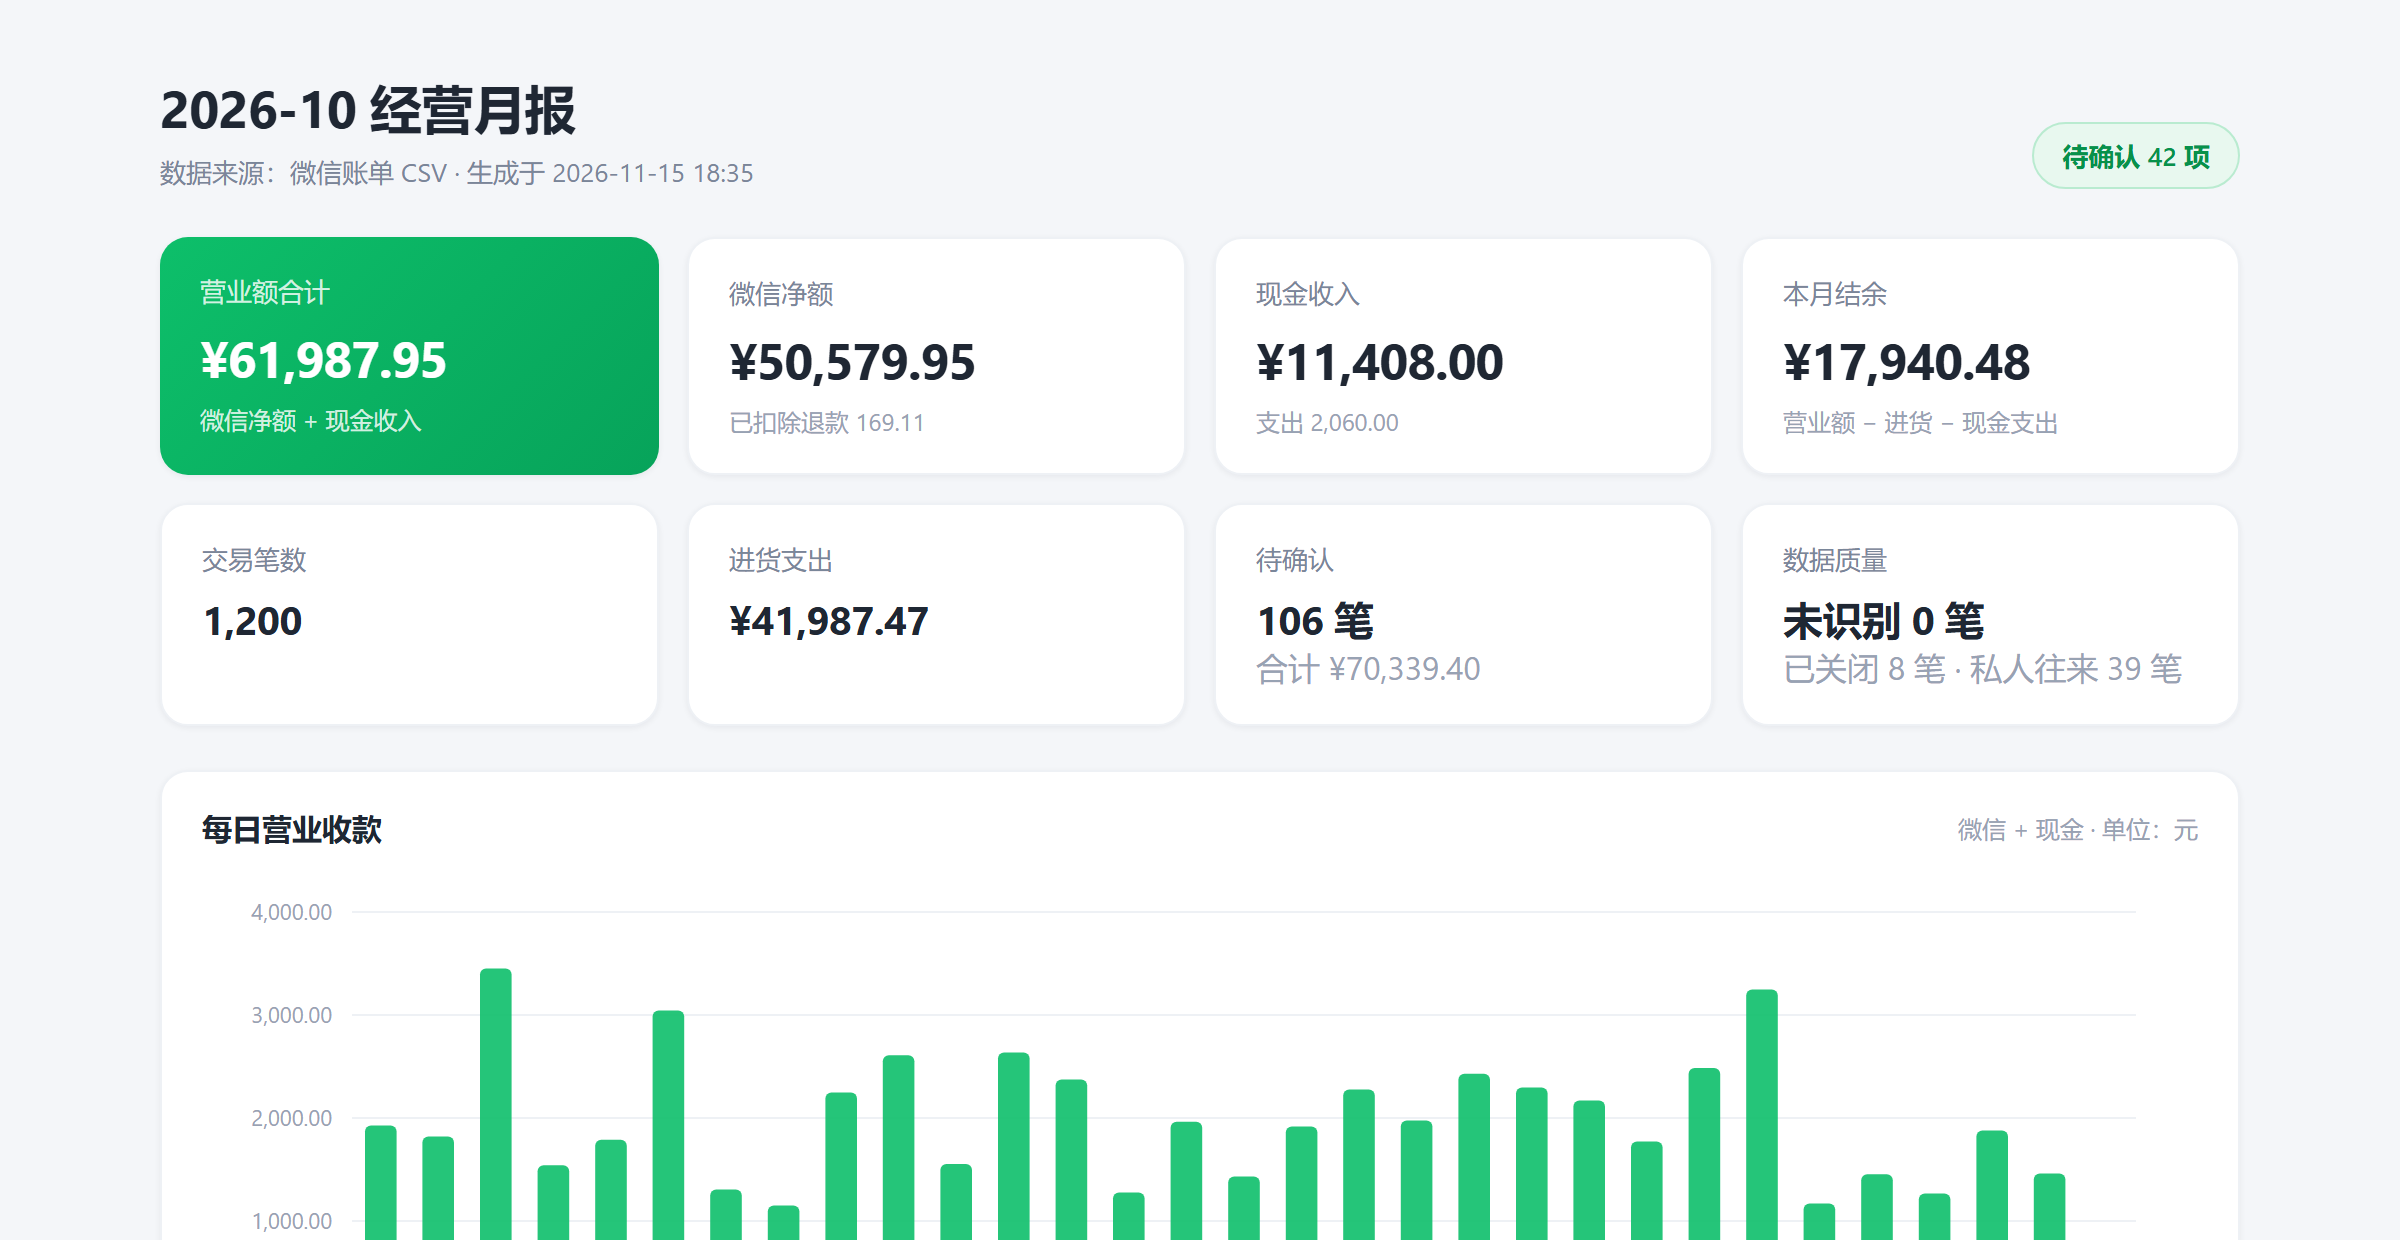 2026-10 经营月报
数据来源：微信账单 CSV · 生成于 2026-11-15 18:35
待确认 42 项
营业额合计
¥61,987.95
微信净额 + 现金收入
微信净额
¥50,579.95
已扣除退款 169.11
现金收入
¥11,408.00
支出 2,060.00
本月结余
¥17,940.48
营业额 − 进货 − 现金支出
交易笔数
1,200
进货支出
¥41,987.47
待确认
106 笔
合计 ¥70,339.40
数据质量
未识别 0 笔
已关闭 8 笔 · 私人往来 39 笔
每日营业收款
微信 + 现金 · 单位：元
4,000.00
3,000.00
2,000.00
1,000.00